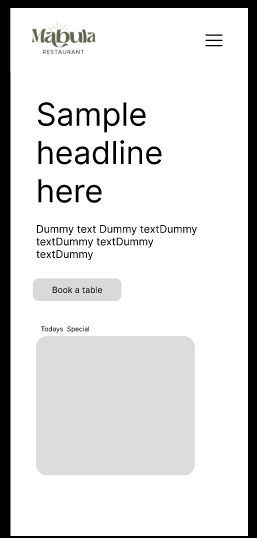 Mabula
RESTAURANT
Sample
headline
here
Dummy text Dummy textDummy
textDummy textDummy
textDummy
Book a table
Todays Special